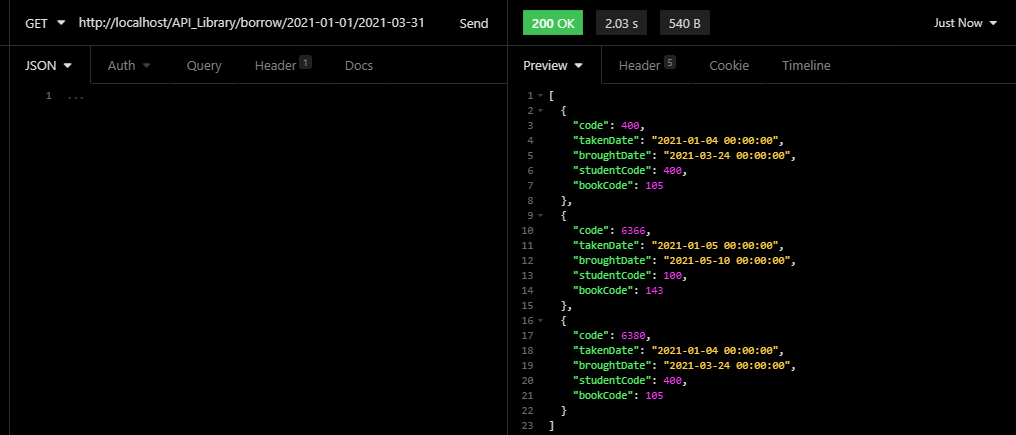 GET http://localhost/API_Library/borrow/2021-01-01/2021-03-31 Send
200 OK 2.03 s 540 B Just Now
JSON Auth Query Header 1 Docs
Preview Header 5 Cookie Timeline
1 ...
1 [
2 {
3 "code": 400,
4 "takenDate": "2021-01-04 00:00:00",
5 "broughtDate": "2021-03-24 00:00:00",
6 "studentCode": 400,
7 "bookCode": 105
8 },
9 {
10 "code": 6366,
11 "takenDate": "2021-01-05 00:00:00",
12 "broughtDate": "2021-05-10 00:00:00",
13 "studentCode": 100,
14 "bookCode": 143
15 },
16 {
17 "code": 6380,
18 "takenDate": "2021-01-04 00:00:00",
19 "broughtDate": "2021-03-24 00:00:00",
20 "studentCode": 400,
21 "bookCode": 105
22 }
23 ]